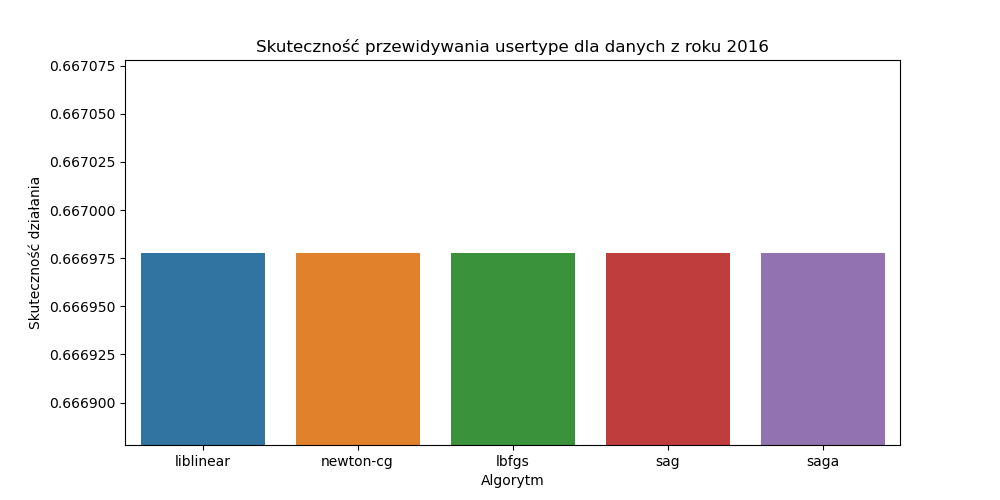 Skuteczność przewidywania usertype dla danych z roku 2016
Skuteczność działania
0.667075
0.667050
0.667025
0.667000
0.666975
0.666950
0.666925
0.666900
liblinear
newton-cg
lbfgs
sag
saga
Algorytm